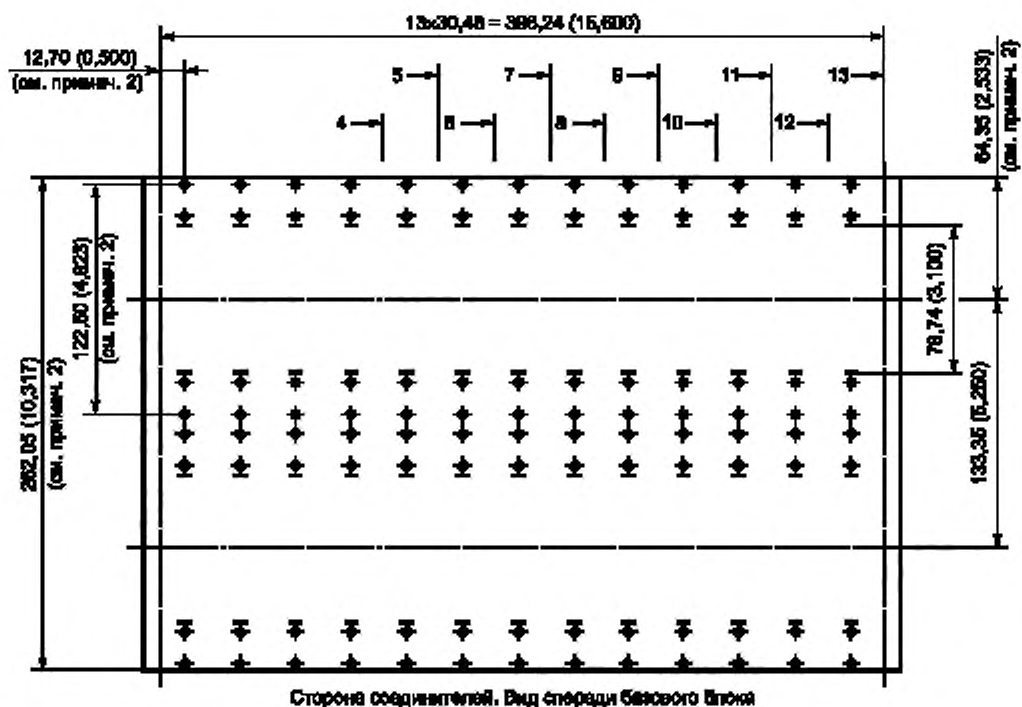 13x30,48 = 396,24 (15,600)
12,70 (0,500)
(см. примеч. 2)
5
7
9
11
13
4
6
8
10
12
64,35 (2,533)
(см. примеч. 2)
122,50 (4,823)
(см. примеч. 2)
262,05 (10,317)
(см. примеч. 2)
78,74 (3,100)
133,35 (5,250)
Сторона соединителей. Вид спереди базового блока